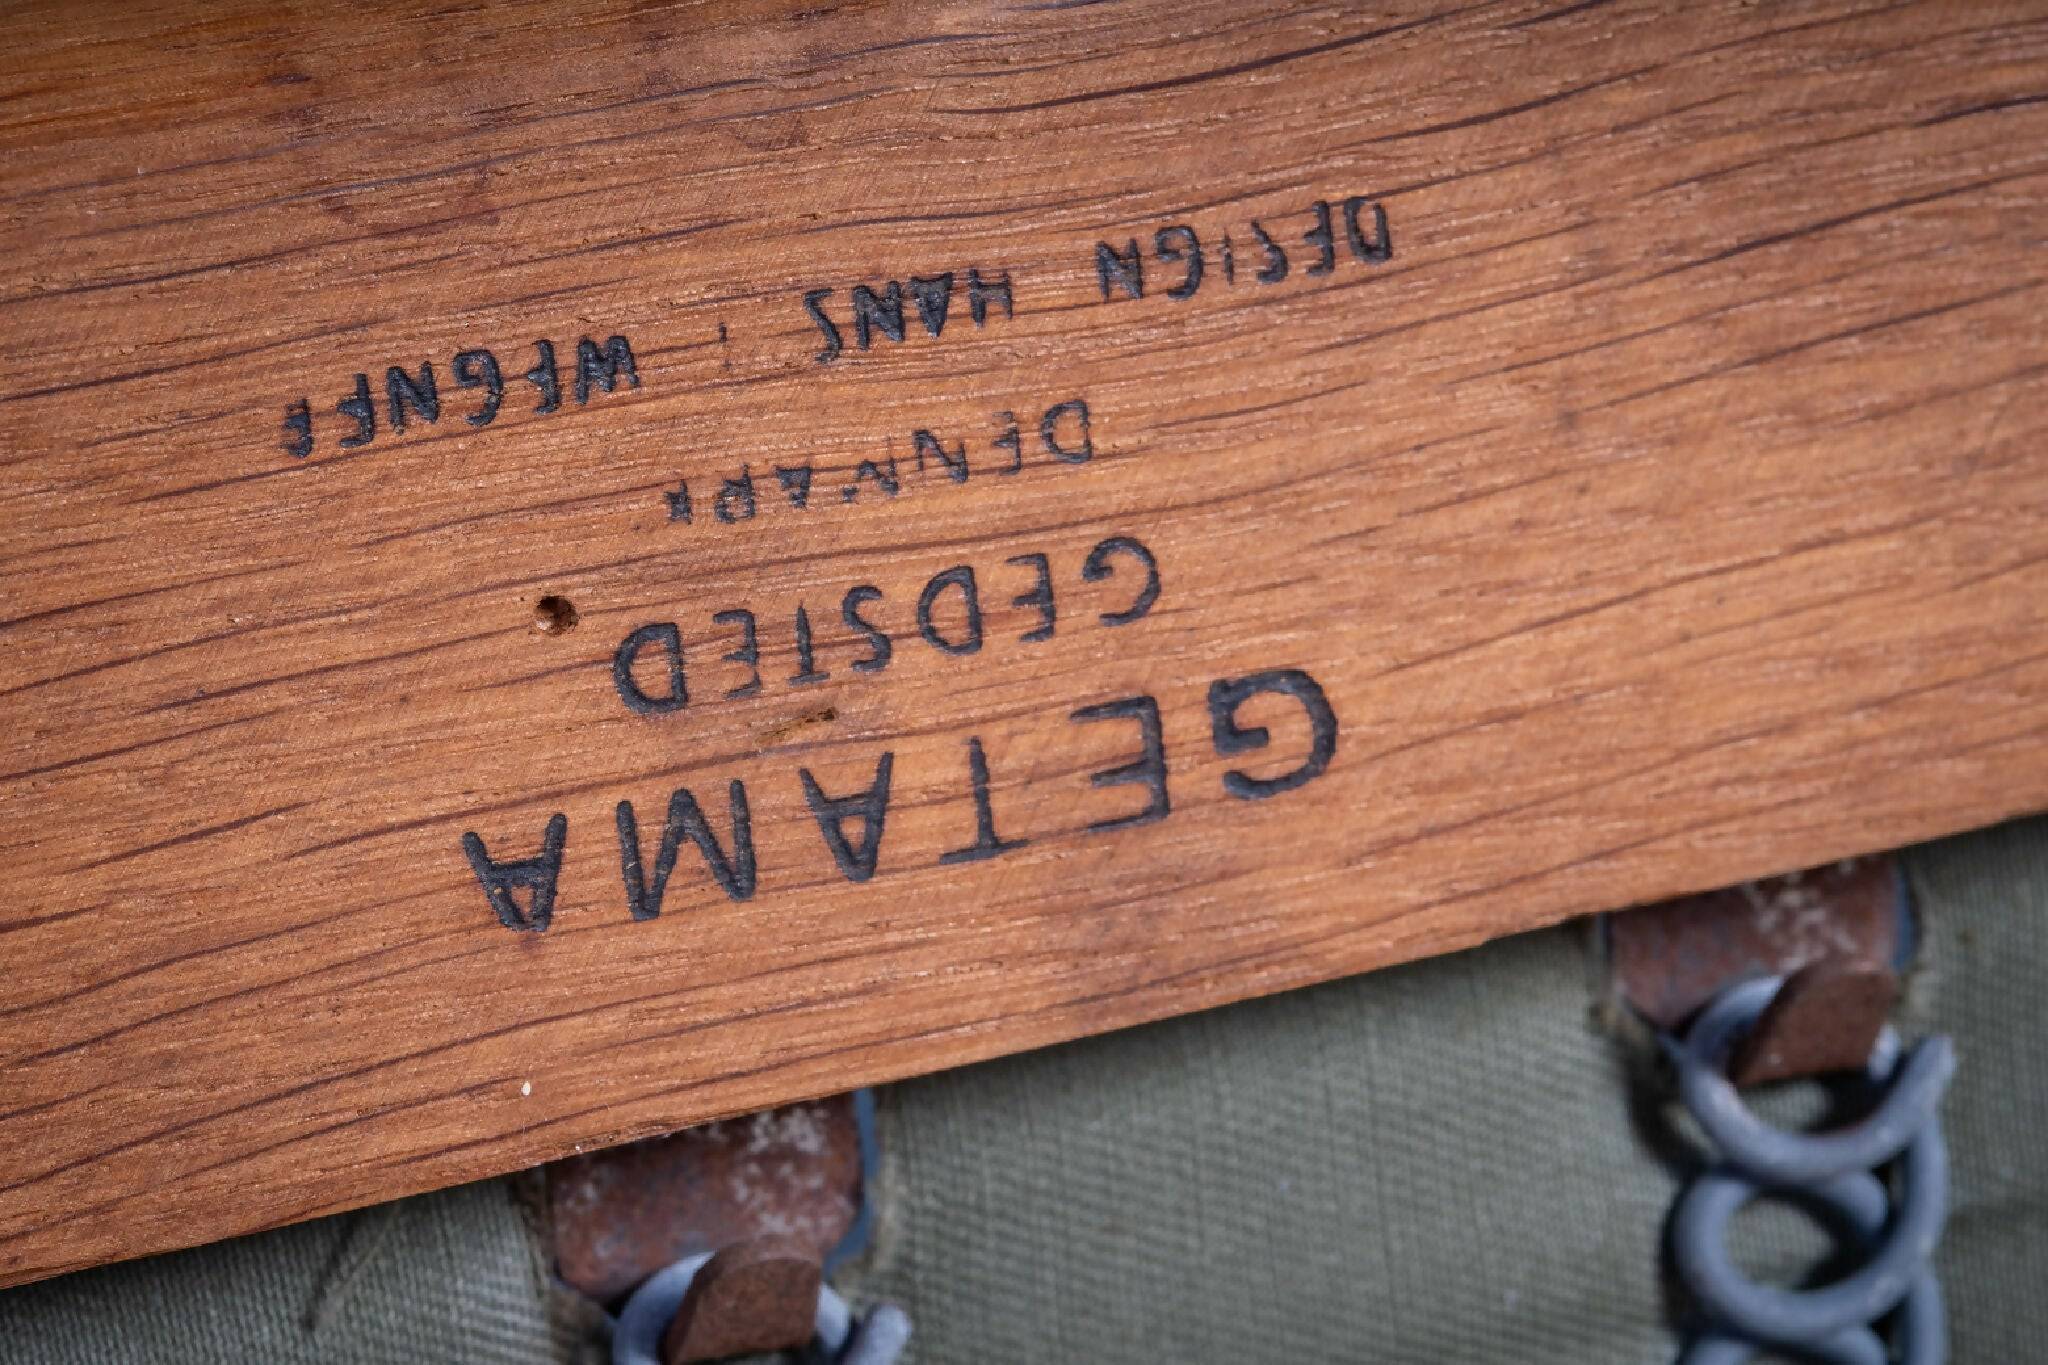 GETAMA
GEDSTED
DENMARK
DESIGN HANS J WEGNER